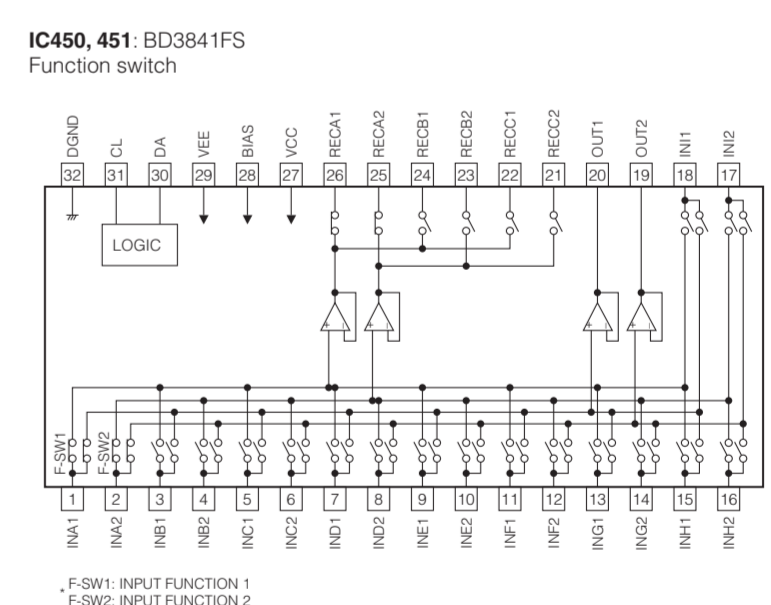 IC450, 451: BD3841FS
Function switch
DGND CL DA VEE BIAS VCC RECA1 RECA2 RECB1 RECB2 RECC1 RECC2 OUT1 OUT2 INI1 INI2
32 31 30 29 28 27 26 25 24 23 22 21 20 19 18 17
LOGIC
+ - + - + - + -
F-SW1 F-SW2
1 2 3 4 5 6 7 8 9 10 11 12 13 14 15 16
INA1 INA2 INB1 INB2 INC1 INC2 IND1 IND2 INE1 INE2 INF1 INF2 ING1 ING2 INH1 INH2
* F-SW1: INPUT FUNCTION 1
F-SW2: INPUT FUNCTION 2